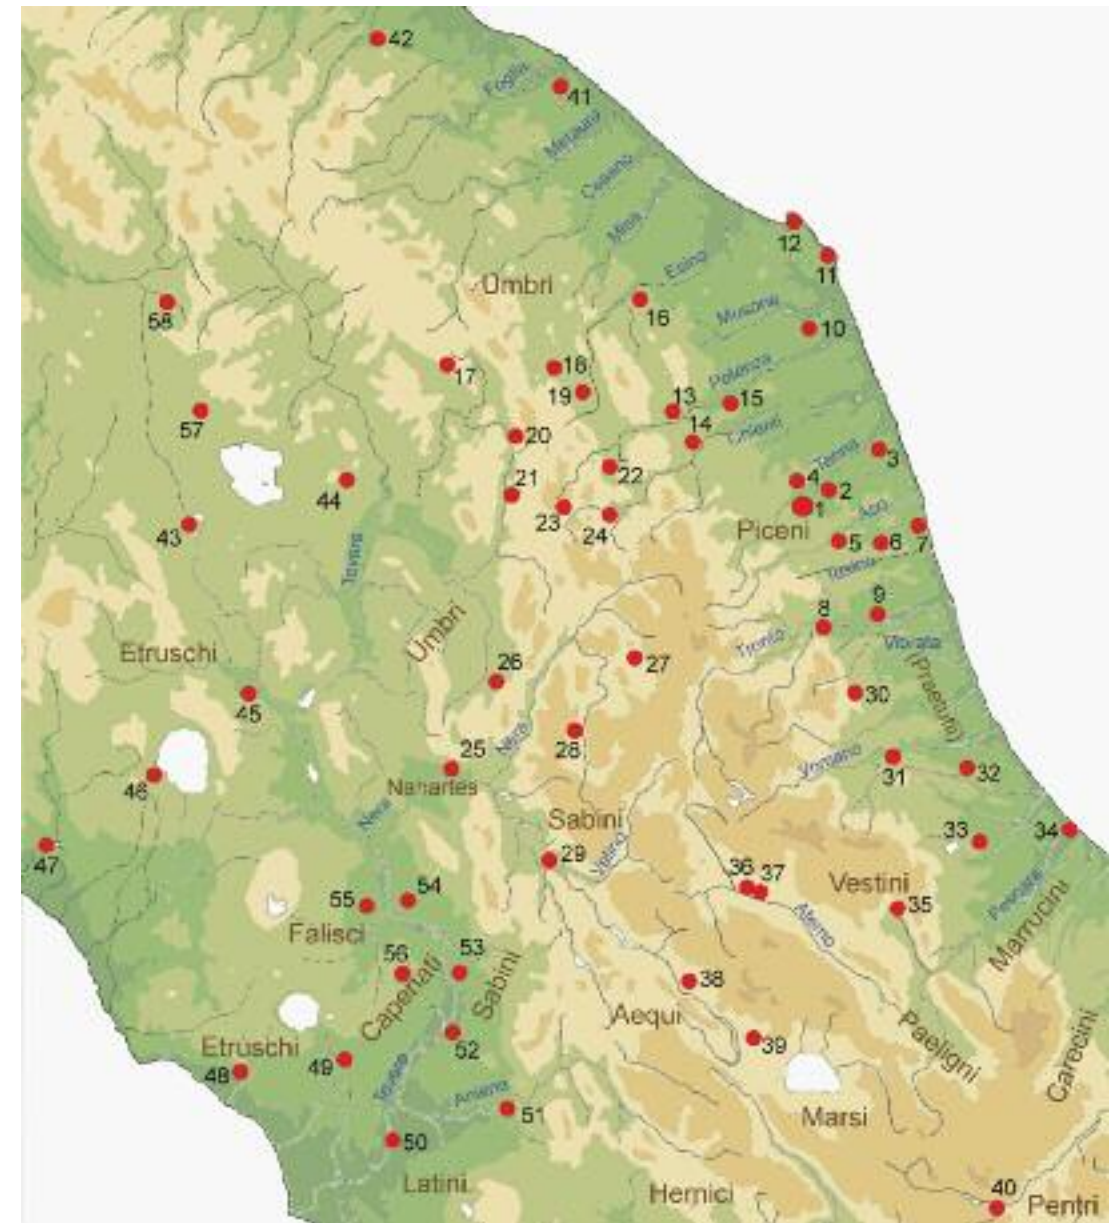 42
Foglia
41
Metauro
Cesano
Misa
12
11
Esino
Umbri
16
58
Musone
10
17
18
Potenza
19
13
15
57
14
Chienti
20
Tenna
3
4
22
2
44
21
1
Aso
23
24
43
Piceni
7
5
6
Tevere
Tesino
9
8
Umbri
Tronto
Vibrata
Etruschi
27
26
(Praetutii)
30
45
28
Nera
25
Vomano
31
32
46
Nahartes
Nera
Sabini
33
34
47
Velino
29
36
37
Vestini
54
Pescara
55
35
Aterno
Marrucini
Falisci
53
56
Sabini
38
Capenati
Aequi
Paeligni
52
39
Carecini
Etruschi
49
48
Tevere
Aniene
51
Marsi
50
Latini
Hernici
40
Pentri